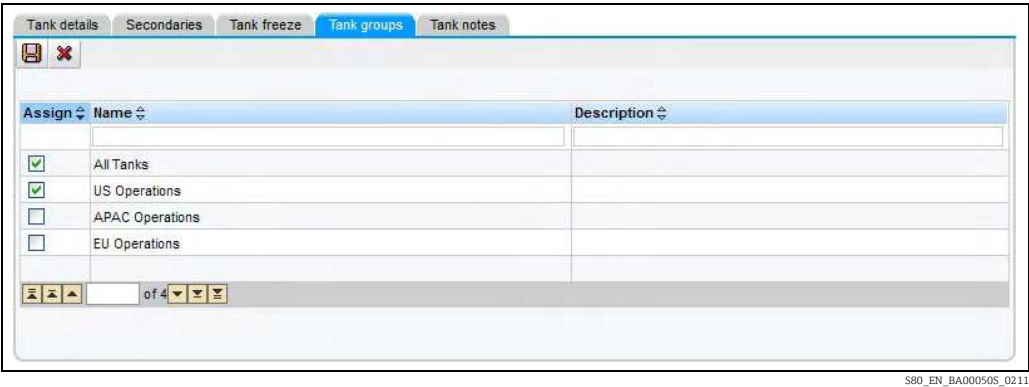 Tank details Secondaries Tank freeze Tank groups Tank notes
Assign Name Description
All Tanks
US Operations
APAC Operations
EU Operations
of 4
S80_EN_BA00050S_0211